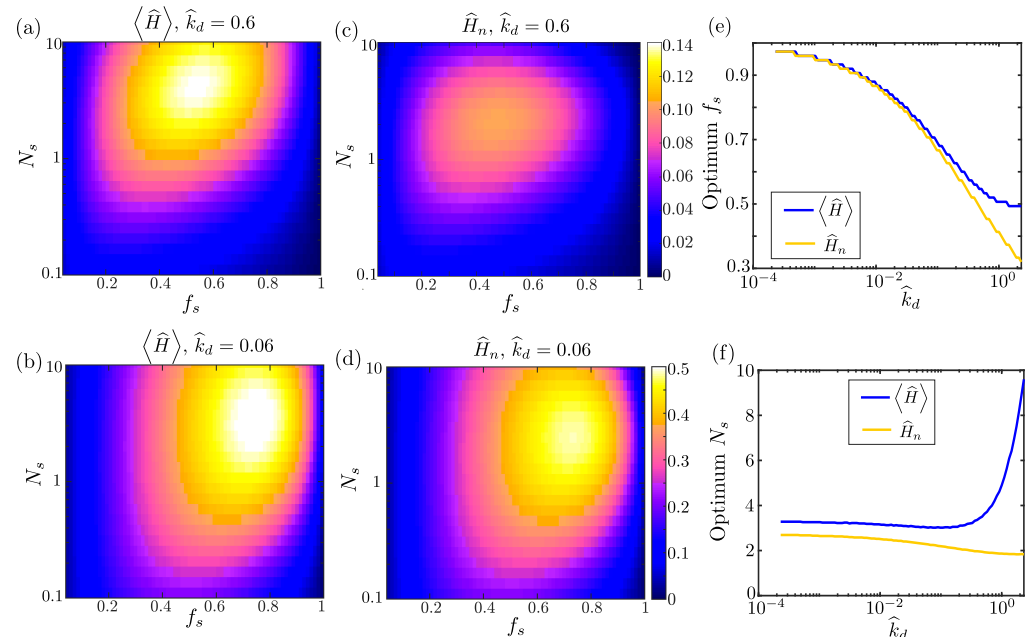 (a)
⟨Ĥ⟩, k̂_d = 0.6
10
1
0.1
N_s
0.2
0.4
0.6
0.8
1
f_s
(c)
Ĥ_n, k̂_d = 0.6
10
1
0.1
N_s
0.2
0.4
0.6
0.8
1
f_s
0.14
0.12
0.10
0.08
0.06
0.04
0.02
0
(e)
Optimum f_s
0.9
0.7
0.5
0.3
⟨Ĥ⟩
Ĥ_n
10⁻⁴
10⁻²
10⁰
k̂_d
(b)
⟨Ĥ⟩, k̂_d = 0.06
10
1
0.1
N_s
0.2
0.4
0.6
0.8
1
f_s
(d)
Ĥ_n, k̂_d = 0.06
10
1
0.1
N_s
0.2
0.4
0.6
0.8
1
f_s
0.5
0.4
0.3
0.2
0.1
0
(f)
Optimum N_s
10
8
6
4
2
0
⟨Ĥ⟩
Ĥ_n
10⁻⁴
10⁻²
10⁰
k̂_d